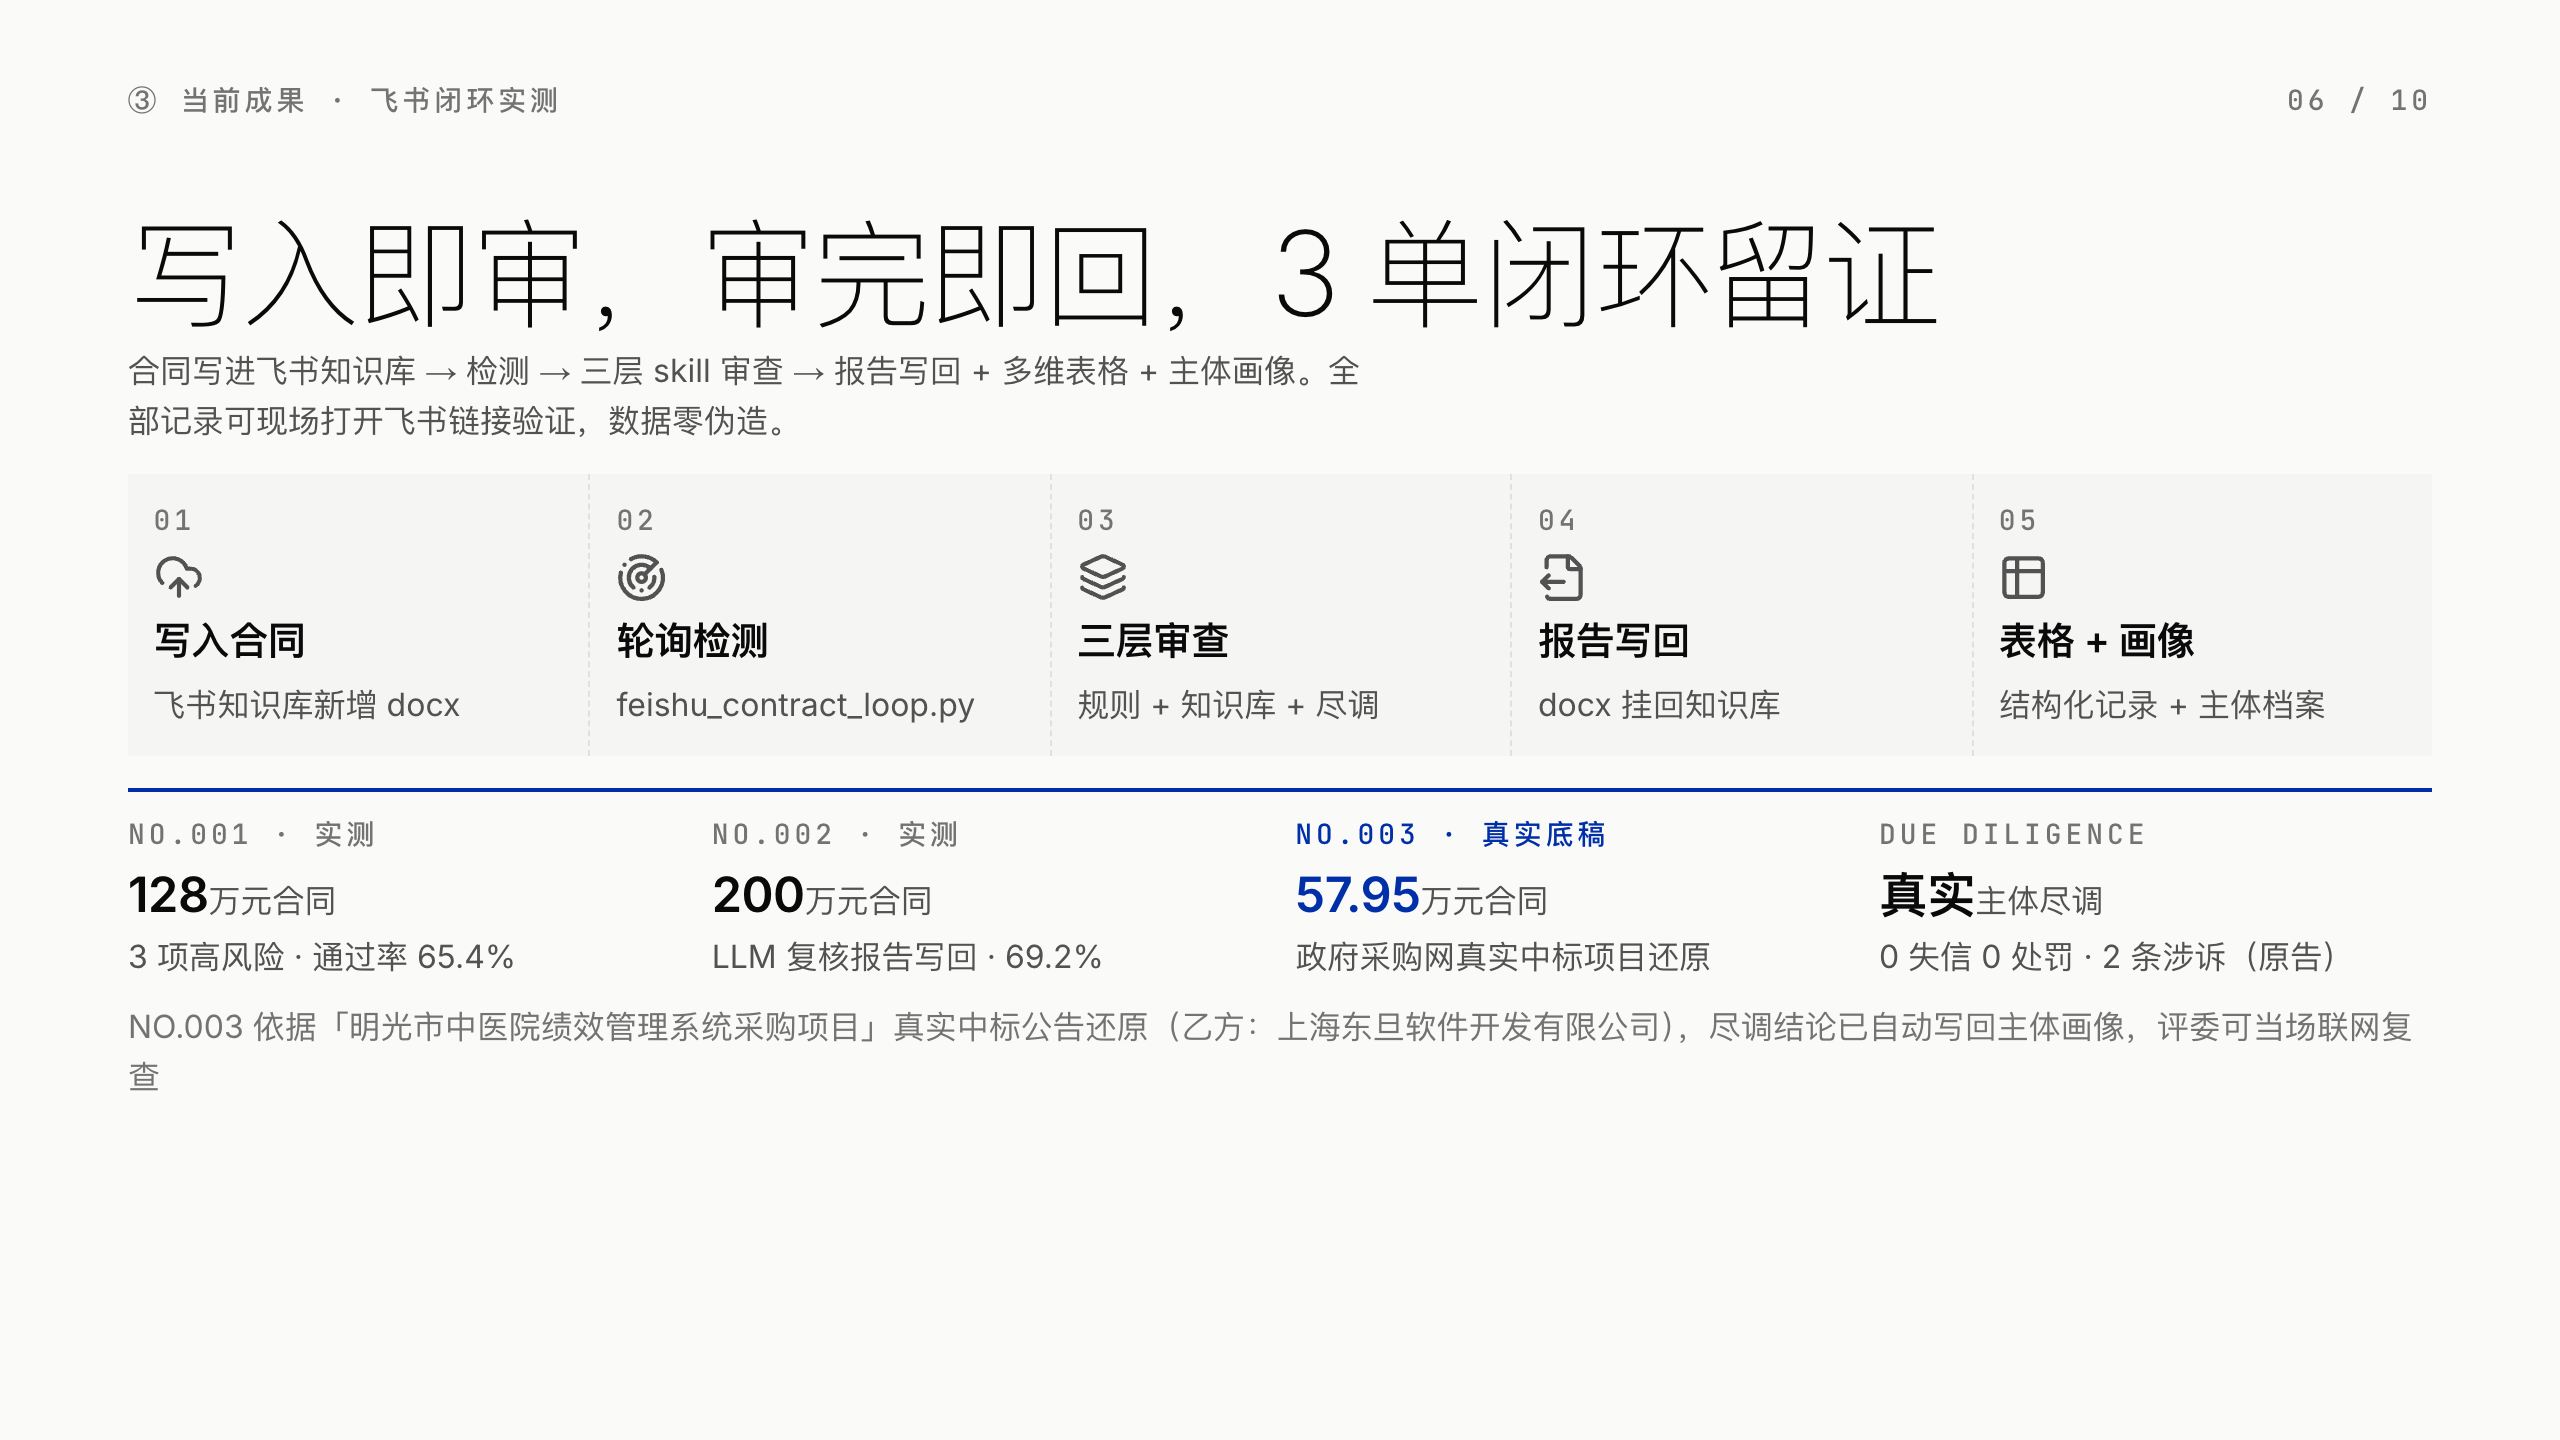 ③ 当前成果 · 飞书闭环实测
06 / 10
写入即审，审完即回，3 单闭环留证
合同写进飞书知识库 → 检测 → 三层 skill 审查 → 报告写回 + 多维表格 + 主体画像。全
部记录可现场打开飞书链接验证，数据零伪造。
01
写入合同
飞书知识库新增 docx
02
轮询检测
feishu_contract_loop.py
03
三层审查
规则 + 知识库 + 尽调
04
报告写回
docx 挂回知识库
05
表格 + 画像
结构化记录 + 主体档案
NO.001 · 实测
128万元合同
3 项高风险 · 通过率 65.4%
NO.002 · 实测
200万元合同
LLM 复核报告写回 · 69.2%
NO.003 · 真实底稿
57.95万元合同
政府采购网真实中标项目还原
DUE DILIGENCE
真实主体尽调
0 失信 0 处罚 · 2 条涉诉（原告）
NO.003 依据「明光市中医院绩效管理系统采购项目」真实中标公告还原（乙方：上海东旦软件开发有限公司），尽调结论已自动写回主体画像，评委可当场联网复
查